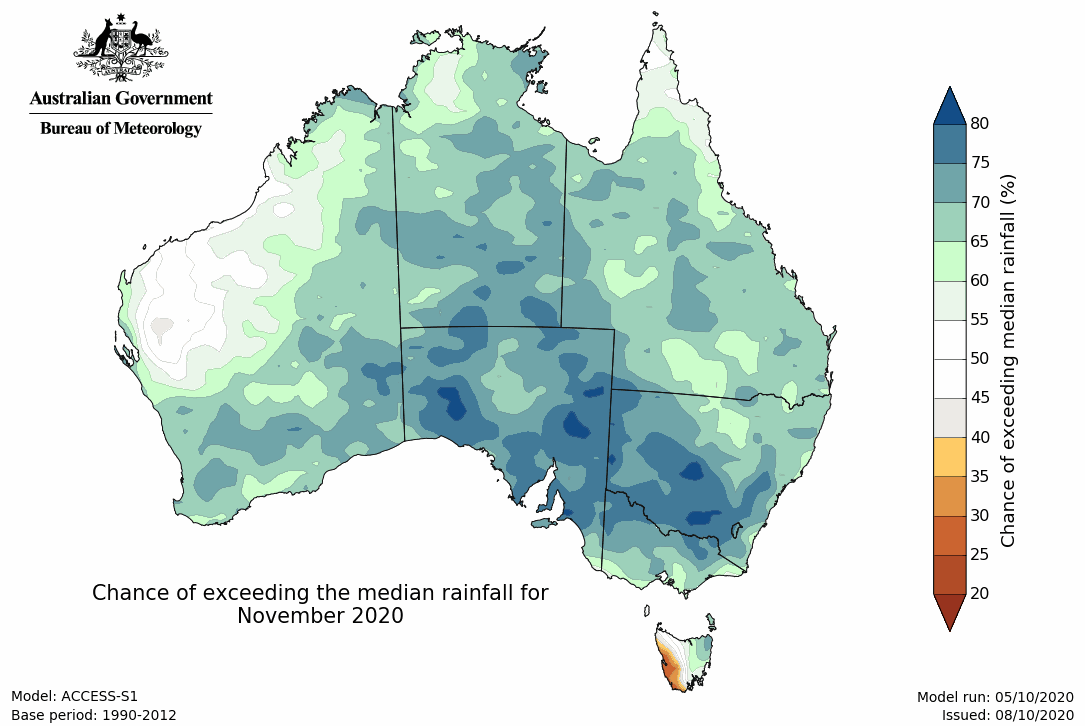 Australian Government
Bureau of Meteorology
80
75
70
65
60
55
50
45
40
35
30
25
20
Chance of exceeding median rainfall (%)
Chance of exceeding the median rainfall for
November 2020
Model: ACCESS-S1
Base period: 1990-2012
Model run: 05/10/2020
Issued: 08/10/2020